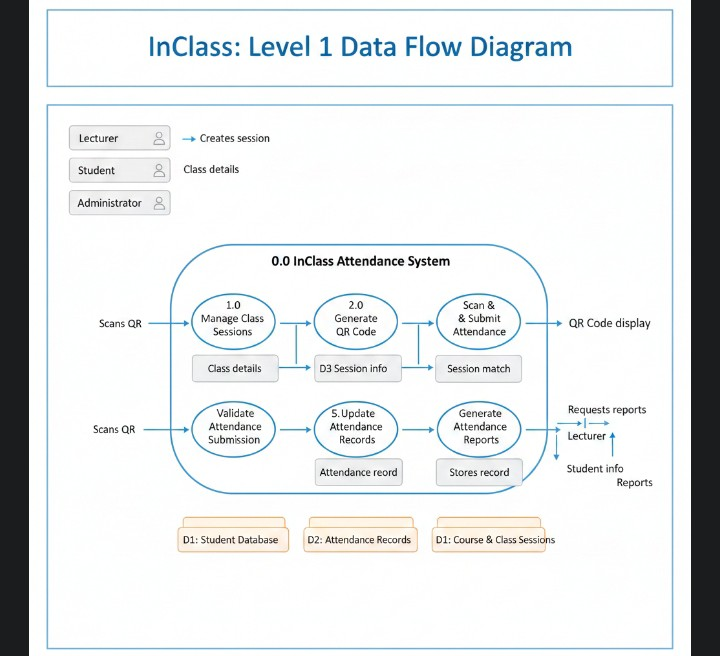 InClass: Level 1 Data Flow Diagram
Lecturer
Creates session
Student
Class details
Administrator
0.0 InClass Attendance System
Scans QR
1.0
Manage Class
Sessions
2.0
Generate
QR Code
Scan &
& Submit
Attendance
QR Code display
Class details
D3 Session info
Session match
Scans QR
Validate
Attendance
Submission
5. Update
Attendance
Records
Generate
Attendance
Reports
Requests reports
Lecturer
Student info
Reports
Attendance reord
Stores record
D1: Student Database
D2: Attendance Records
D1: Course & Class Sessions